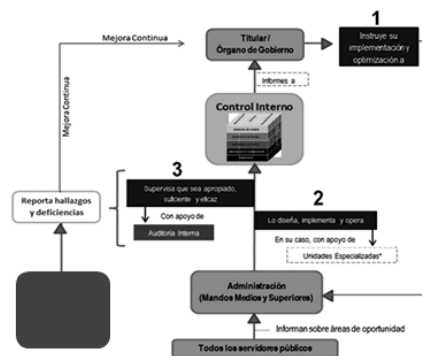 Mejora Continua
Titular /
Órgano de Gobierno
1
Instruye su
implementación y
optimización a
Mejora Continua
Informes a
Control Interno
3
Supervisa que sea apropiado,
suficiente y eficaz
Con apoyo de
Auditoría Interna
Reporta hallazgos
y deficiencias
2
Lo diseña, implementa y opera
En su caso, con apoyo de
Unidades Especializadas*
Administración
(Mandos Medios y Superiores)
Informan sobre áreas de oportunidad
Todos los servidores públicos